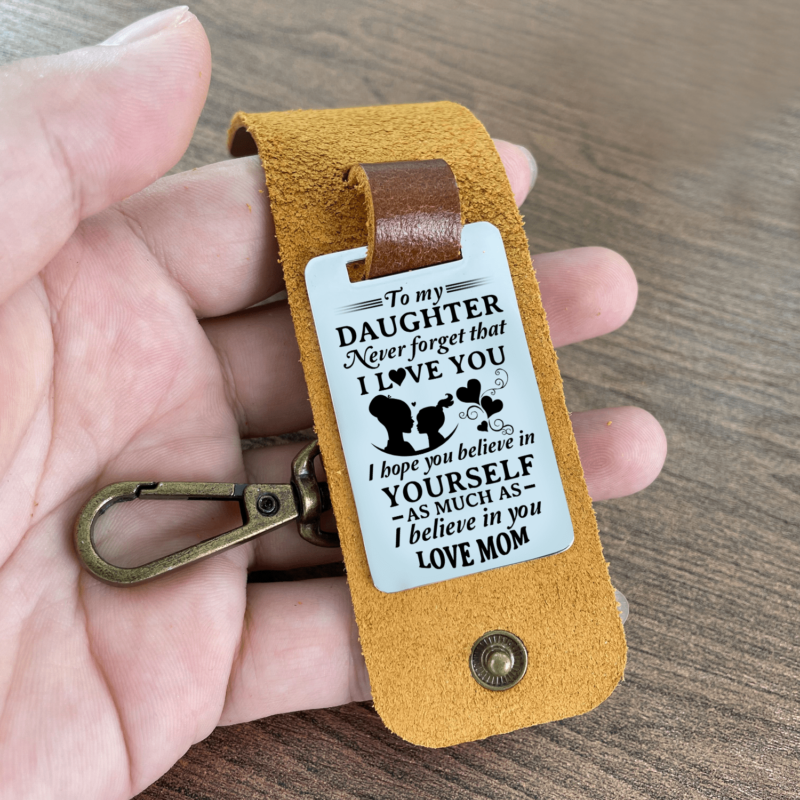 To my
DAUGHTER
Never forget that
I LOVE YOU
I hope you believe in
YOURSELF
-AS MUCH AS-
I believe in you
LOVE MOM